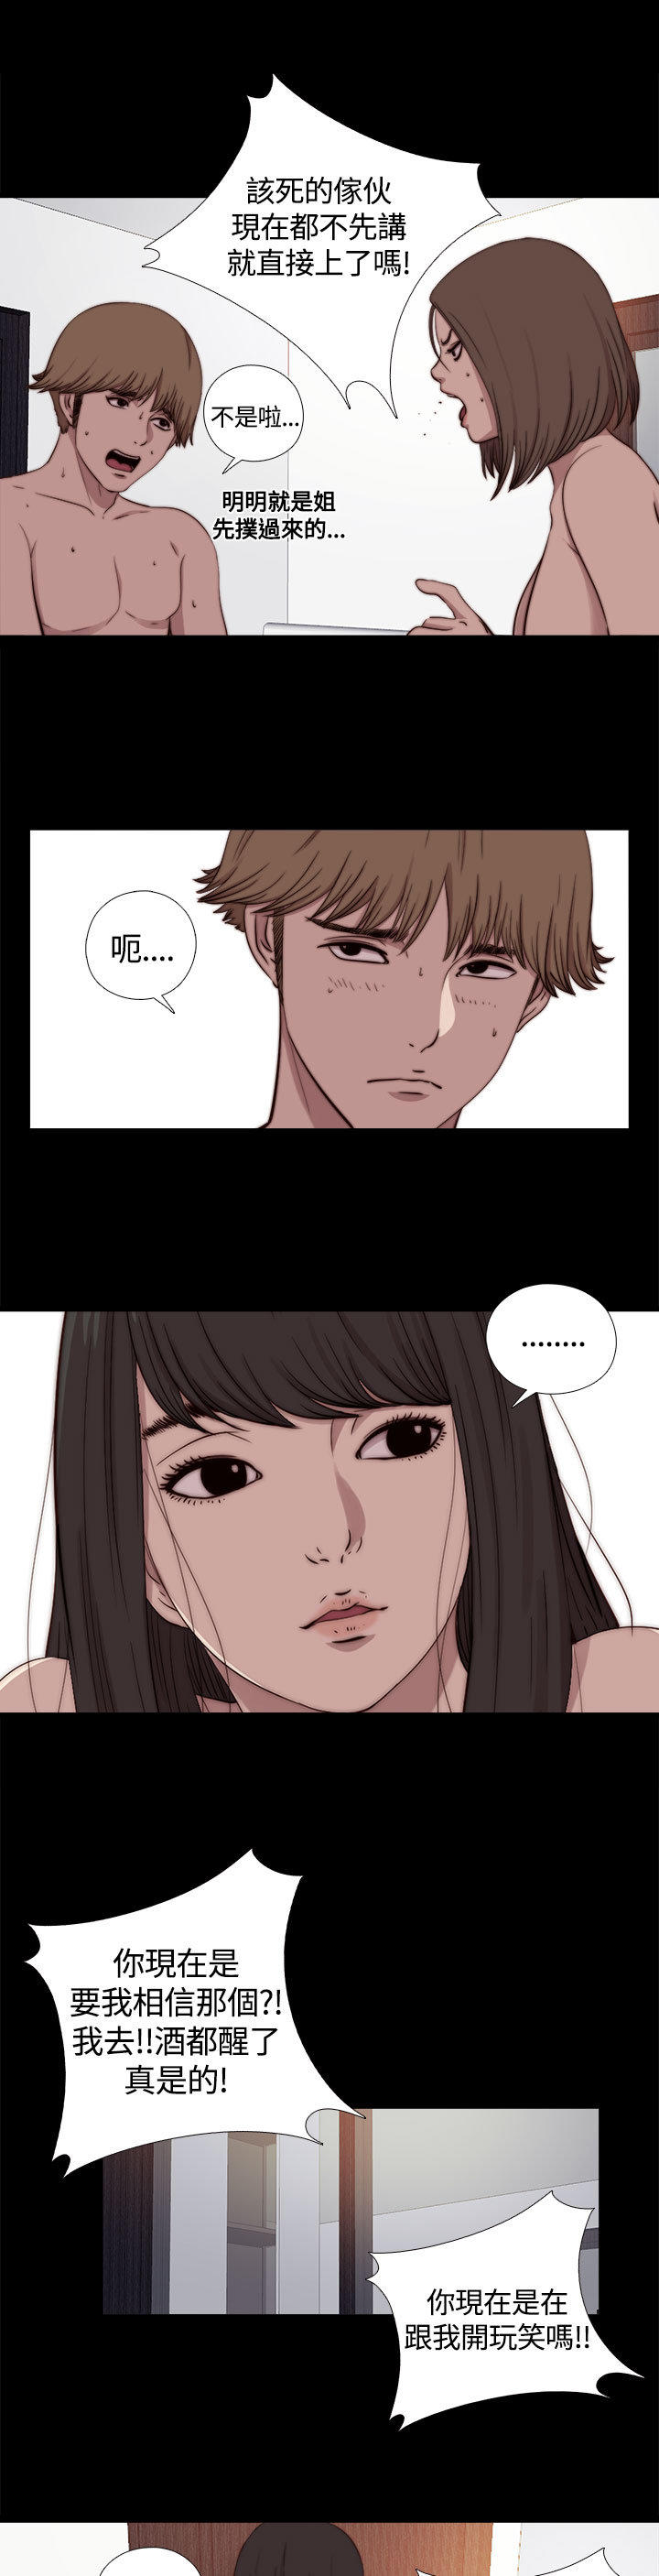 該死的傢伙
現在都不先講
就直接上了嗎!
不是啦...
明明就是姐
先撲過來的...
呃....
........
你現在是
要我相信那個?!
我去!!酒都醒了
真是的!
你現在是在
跟我開玩笑嗎!!